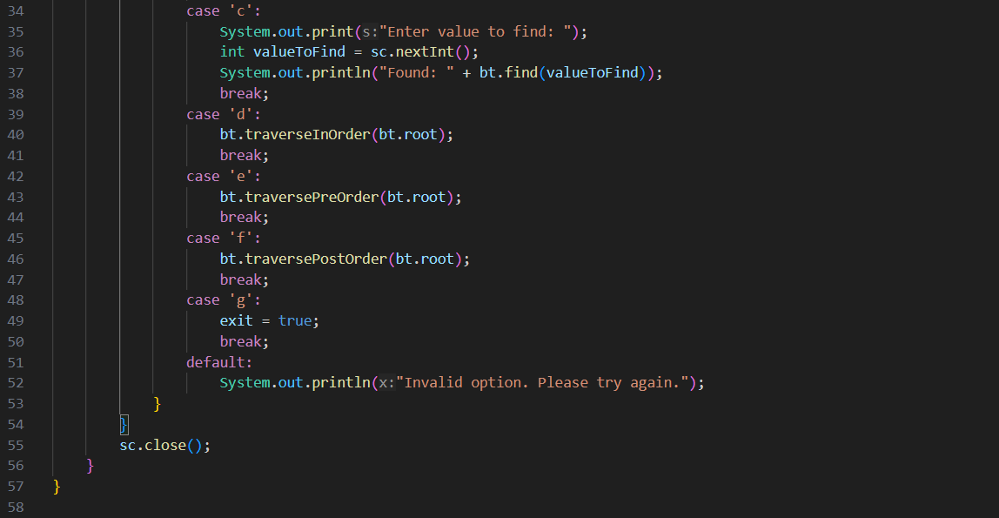 34                    case 'c':
35                        System.out.print(s:"Enter value to find: ");
36                        int valueToFind = sc.nextInt();
37                        System.out.println("Found: " + bt.find(valueToFind));
38                        break;
39                    case 'd':
40                        bt.traverseInOrder(bt.root);
41                        break;
42                    case 'e':
43                        bt.traversePreOrder(bt.root);
44                        break;
45                    case 'f':
46                        bt.traversePostOrder(bt.root);
47                        break;
48                    case 'g':
49                        exit = true;
50                        break;
51                    default:
52                        System.out.println(x:"Invalid option. Please try again.");
53                }
54            }
55            sc.close();
56        }
57    }
58